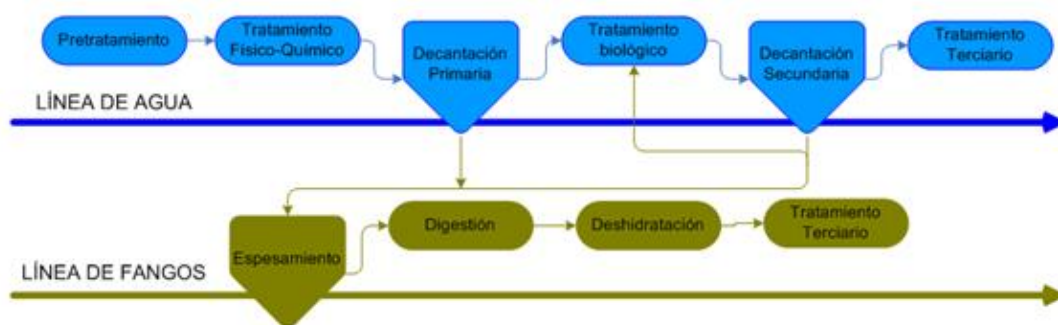 Pretratamiento
Tratamiento
Físico-Químico
Decantación
Primaria
Tratamiento
biológico
Decantación
Secundaria
Tratamiento
Terciario
LÍNEA DE AGUA
Espesamiento
Digestión
Deshidratación
Tratamiento
Terciario
LÍNEA DE FANGOS